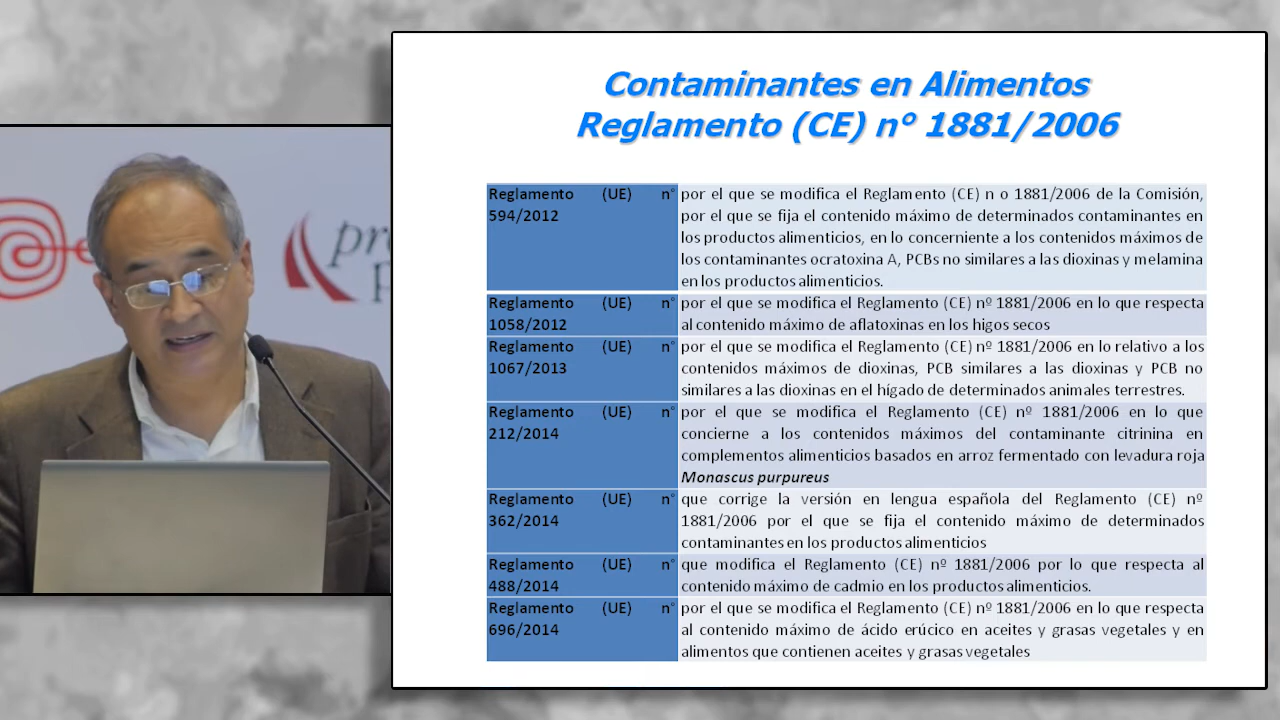 Contaminantes en Alimentos
Reglamento (CE) n° 1881/2006
Reglamento (UE) n°
594/2012
por el que se modifica el Reglamento (CE) n o 1881/2006 de la Comisión,
por el que se fija el contenido máximo de determinados contaminantes en
los productos alimenticios, en lo concerniente a los contenidos máximos de
los contaminantes ocratoxina A, PCBs no similares a las dioxinas y melamina
en los productos alimenticios.
Reglamento (UE) n°
1058/2012
por el que se modifica el Reglamento (CE) nº 1881/2006 en lo que respecta
al contenido máximo de aflatoxinas en los higos secos
Reglamento (UE) n°
1067/2013
por el que se modifica el Reglamento (CE) nº 1881/2006 en lo relativo a los
contenidos máximos de dioxinas, PCB similares a las dioxinas y PCB no
similares a las dioxinas en el hígado de determinados animales terrestres.
Reglamento (UE) n°
212/2014
por el que se modifica el Reglamento (CE) nº 1881/2006 en lo que
concierne a los contenidos máximos del contaminante citrinina en
complementos alimenticios basados en arroz fermentado con levadura roja
Monascus purpureus
Reglamento (UE) n°
362/2014
que corrige la versión en lengua española del Reglamento (CE) nº
1881/2006 por el que se fija el contenido máximo de determinados
contaminantes en los productos alimenticios
Reglamento (UE) n°
488/2014
que modifica el Reglamento (CE) nº 1881/2006 por lo que respecta al
contenido máximo de cadmio en los productos alimenticios.
Reglamento (UE) n°
696/2014
por el que se modifica el Reglamento (CE) nº 1881/2006 en lo que respecta
al contenido máximo de ácido erúcico en aceites y grasas vegetales y en
alimentos que contienen aceites y grasas vegetales